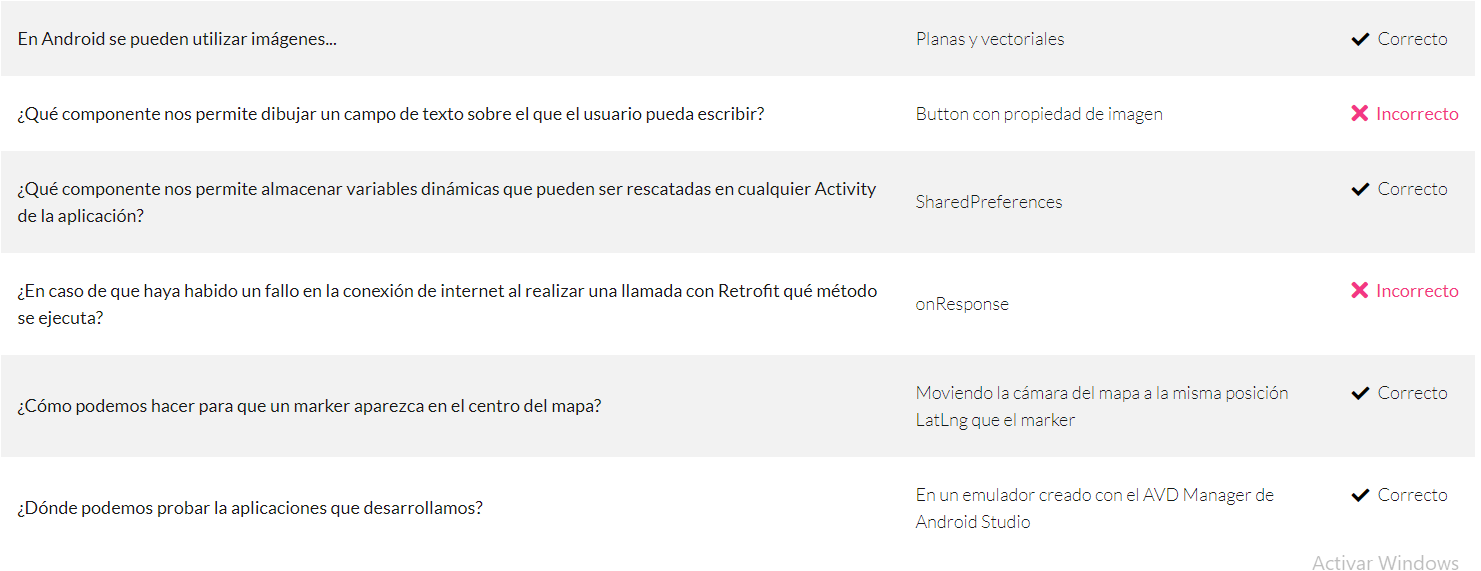 En Android se pueden utilizar imágenes...
Planas y vectoriales
Correcto
¿Qué componente nos permite dibujar un campo de texto sobre el que el usuario pueda escribir?
Button con propiedad de imagen
Incorrecto
¿Qué componente nos permite almacenar variables dinámicas que pueden ser rescatadas en cualquier Activity
de la aplicación?
SharedPreferences
Correcto
¿En caso de que haya habido un fallo en la conexión de internet al realizar una llamada con Retrofit qué método
se ejecuta?
onResponse
Incorrecto
¿Cómo podemos hacer para que un marker aparezca en el centro del mapa?
Moviendo la cámara del mapa a la misma posición
LatLng que el marker
Correcto
¿Dónde podemos probar la aplicaciones que desarrollamos?
En un emulador creado con el AVD Manager de
Android Studio
Correcto
Activar Windows